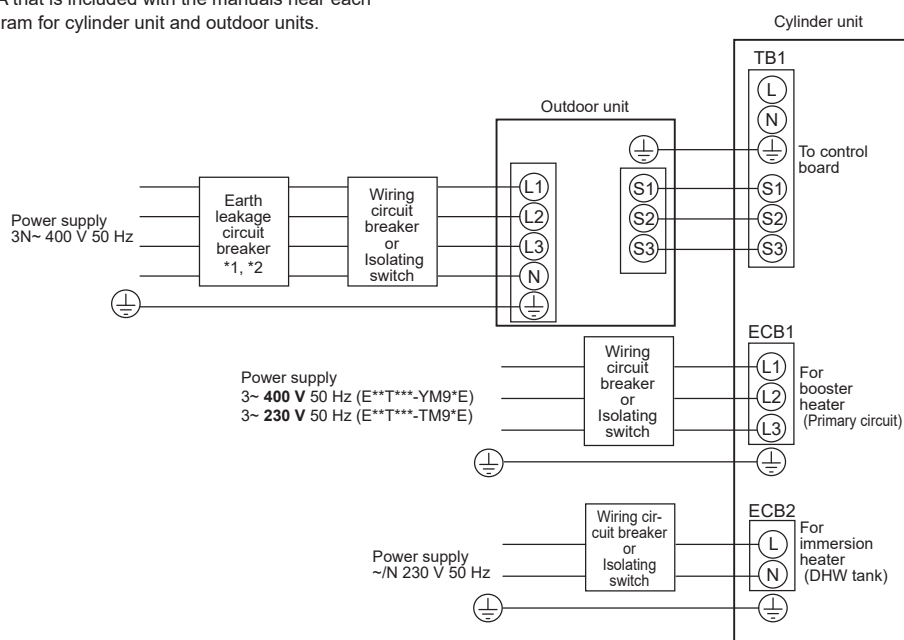 A that is included with the manuals near each
ram for cylinder unit and outdoor units.
Cylinder unit
TB1
L
N
To control
board
S1
S2
S3
Outdoor unit
L1
L2
L3
N
S1
S2
S3
Power supply
3N~ 400 V 50 Hz
Earth
leakage
circuit
breaker
*1, *2
Wiring
circuit
breaker
or
Isolating
switch
ECB1
L1
L2
L3
For
booster
heater
(Primary circuit)
Wiring
circuit
breaker
or
Isolating
switch
Power supply
3~ 400 V 50 Hz (E**T***-YM9*E)
3~ 230 V 50 Hz (E**T***-TM9*E)
ECB2
L
N
For
immersion
heater
(DHW tank)
Wiring cir-
cuit breaker
or
Isolating
switch
Power supply
~/N 230 V 50 Hz